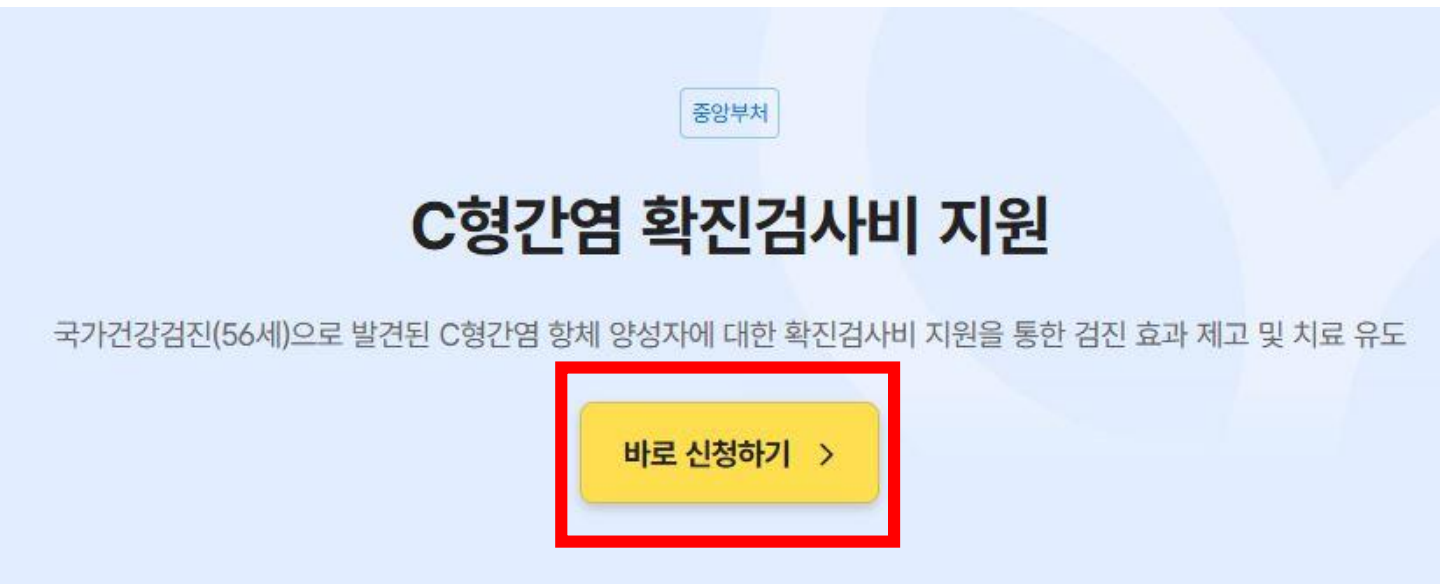 중앙부처
C형간염 확진검사비 지원
국가건강검진(56세)으로 발견된 C형간염 항체 양성자에 대한 확진검사비 지원을 통한 검진 효과 제고 및 치료 유도
바로 신청하기 >